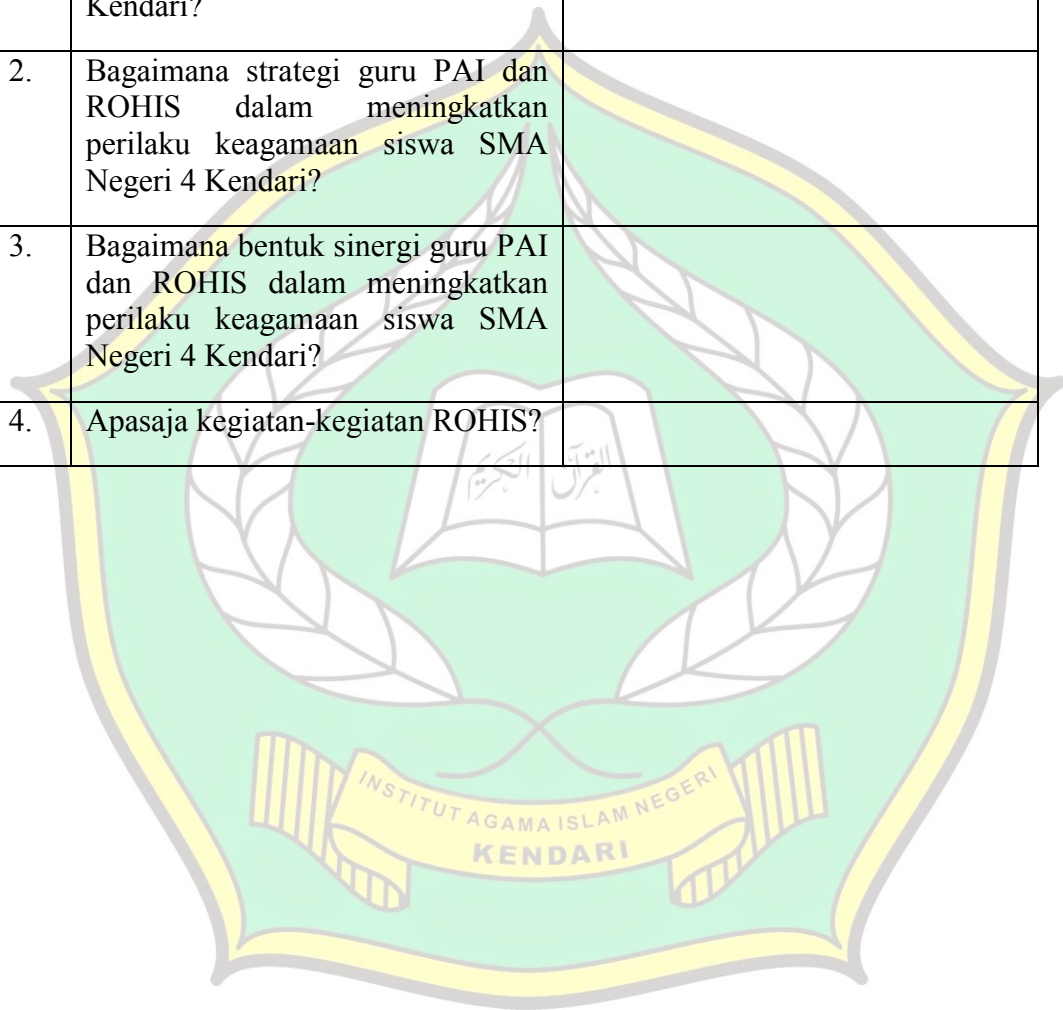 Kendari?
2. Bagaimana strategi guru PAI dan
ROHIS dalam meningkatkan
perilaku keagamaan siswa SMA
Negeri 4 Kendari?
3. Bagaimana bentuk sinergi guru PAI
dan ROHIS dalam meningkatkan
perilaku keagamaan siswa SMA
Negeri 4 Kendari?
4. Apasaja kegiatan-kegiatan ROHIS?
القرآن الكريم
INSTITUT AGAMA ISLAM NEGERI
KENDARI